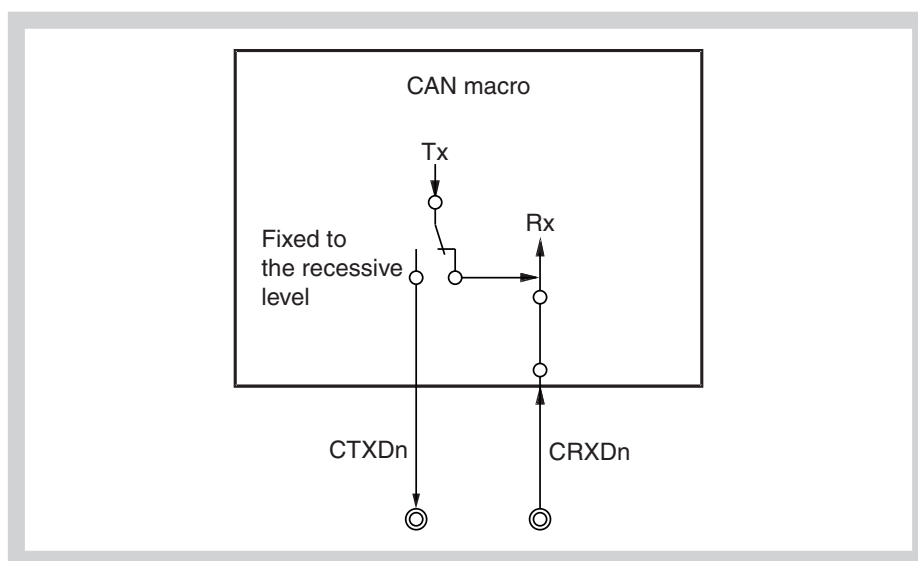 CAN macro
Tx
Rx
Fixed to
the recessive
level
CTXDn
CRXDn